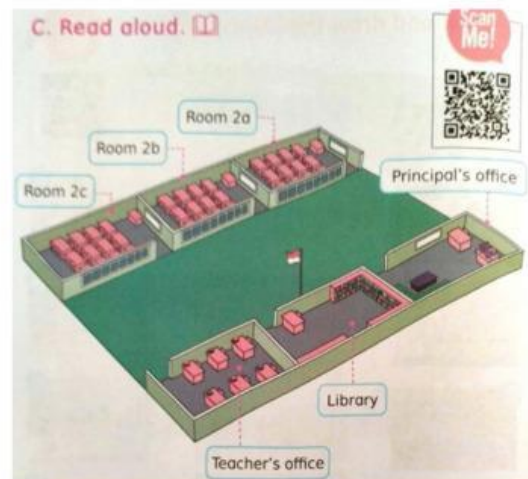 C. Read aloud.
Scan
Me!
Room 2a
Room 2b
Room 2c
Principal's office
Library
Teacher's office